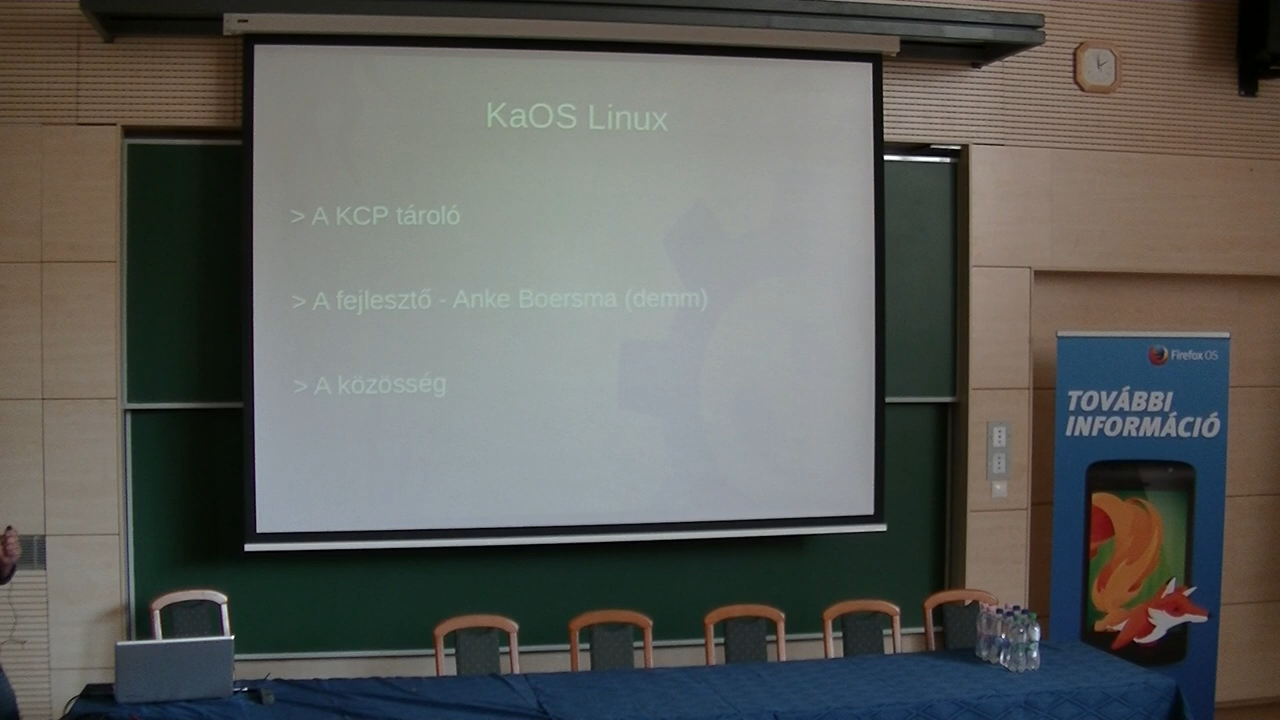 KaOS Linux
> A KCP tároló
> A fejlesztő - Anke Boersma (demm)
> A közösség
Firefox OS
TOVÁBBI
INFORMÁCIÓ